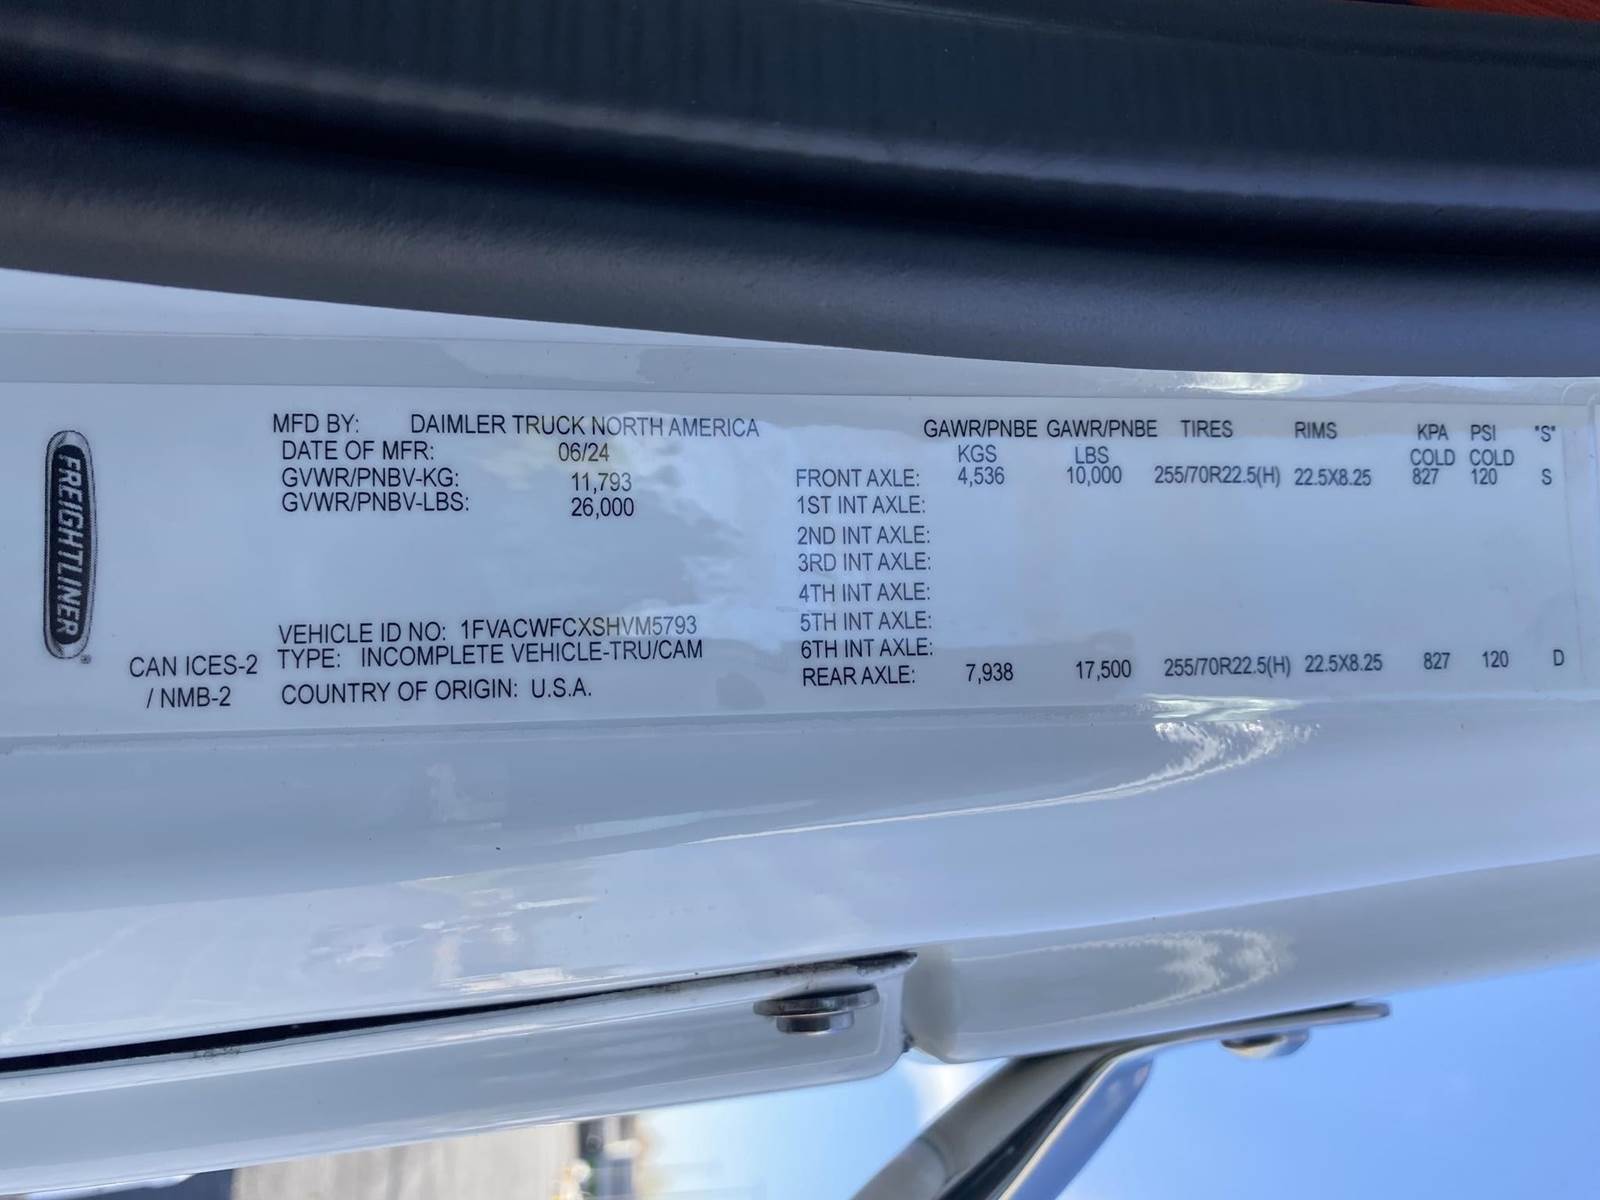 FREIGHTLINER®
MFD BY: DAIMLER TRUCK NORTH AMERICA
DATE OF MFR: 06/24
GVWR/PNBV-KG: 11,793
GVWR/PNBV-LBS: 26,000
VEHICLE ID NO: 1FVACWFCXSHVM5793
TYPE: INCOMPLETE VEHICLE-TRU/CAM
COUNTRY OF ORIGIN: U.S.A.
CAN ICES-2
/ NMB-2
GAWR/PNBE GAWR/PNBE TIRES RIMS KPA PSI "S"
KGS LBS COLD COLD
FRONT AXLE: 4,536 10,000 255/70R22.5(H) 22.5X8.25 827 120 S
1ST INT AXLE:
2ND INT AXLE:
3RD INT AXLE:
4TH INT AXLE:
5TH INT AXLE:
6TH INT AXLE:
REAR AXLE: 7,938 17,500 255/70R22.5(H) 22.5X8.25 827 120 D